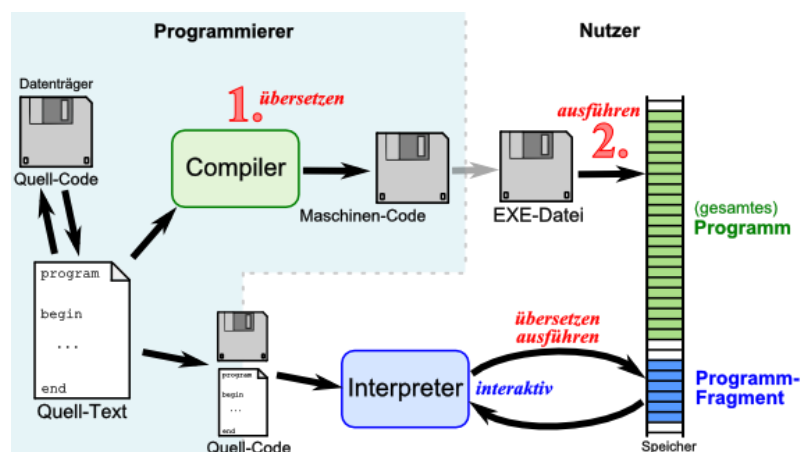 Programmierer
Nutzer
Datenträger
Quell-Code
1. übersetzen
Compiler
Maschinen-Code
ausführen
2.
EXE-Datei
(gesamtes)
Programm
program
begin
...
end
Quell-Text
program
begin
...
end
Quell-Code
Interpreter
übersetzen
ausführen
interaktiv
Programm-
Fragment
Speicher